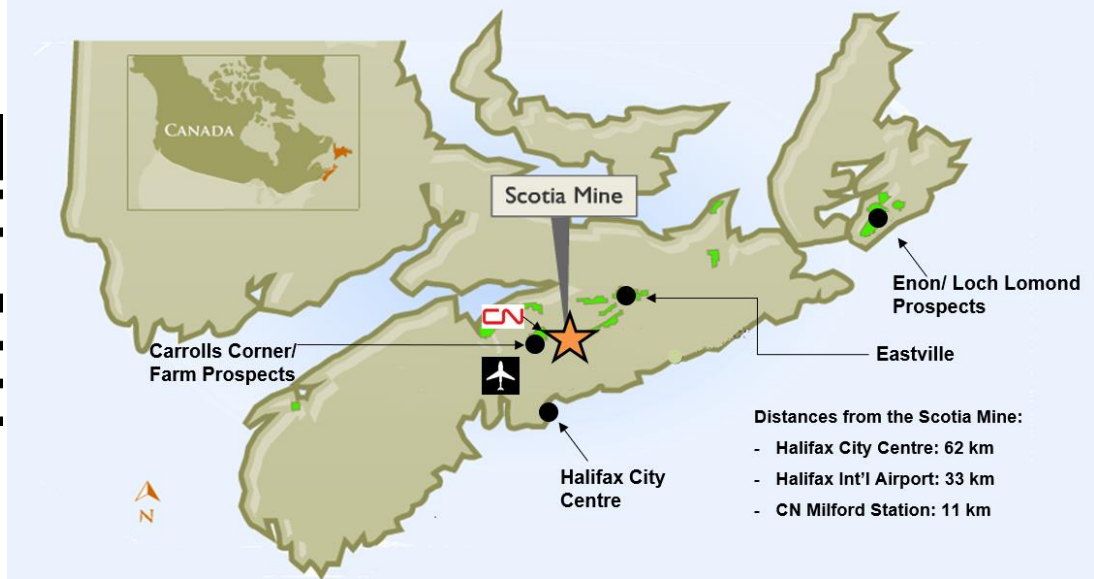 CANADA
Scotia Mine
Enon/ Loch Lomond
Prospects
CN
Carrolls Corner/
Farm Prospects
Eastville
Halifax City
Centre
Distances from the Scotia Mine:
- Halifax City Centre: 62 km
- Halifax Int'l Airport: 33 km
- CN Milford Station: 11 km
N